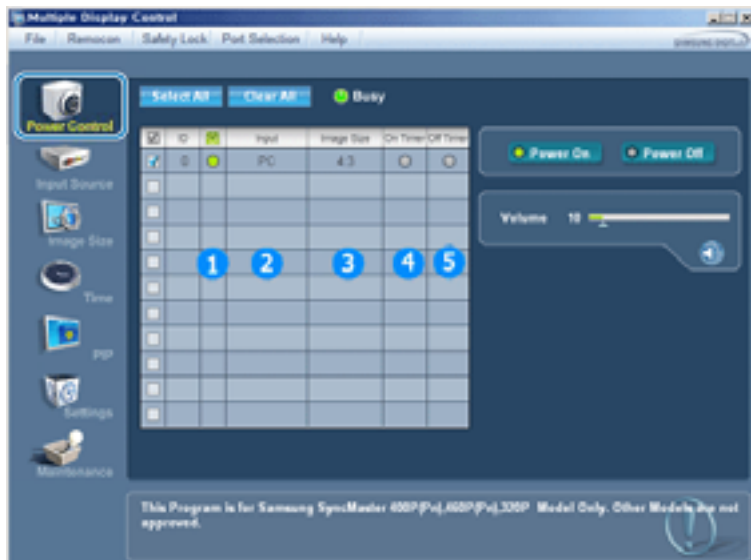 Multiple Display Control
File Remocon Safety Lock Port Selection Help
SAMSUNG DIGITall
Select All Clear All Busy
Power Control
ID Input Image Size On Timer Off Timer
0 PC 4:3
Power On Power Off
Input Source
Volume 10
Image Size
1 2 3 4 5
Time
PIP
Settings
Maintenance
This Program is for Samsung SyncMaster 400P(Pn),460P(Pn),320P Model Only. Other Models are not
approved.